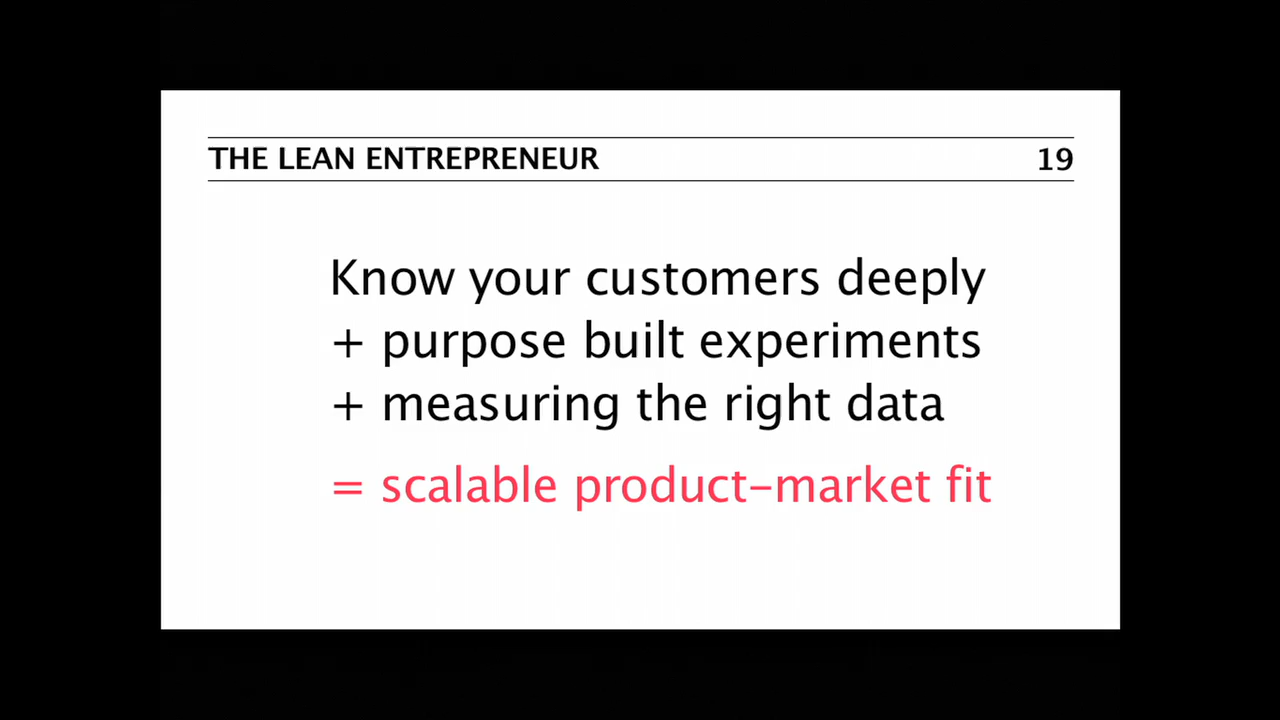 THE LEAN ENTREPRENEUR 19
Know your customers deeply
+ purpose built experiments
+ measuring the right data
= scalable product–market fit